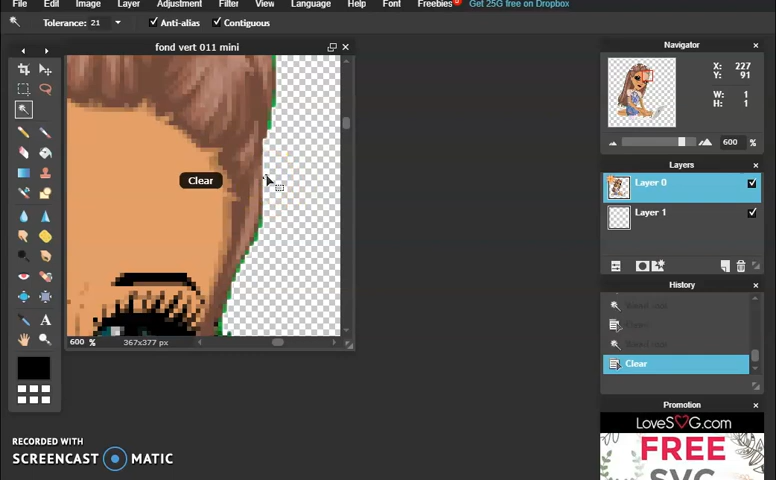 File Edit Image Layer Adjustment Filter View Language Help Font Freebies Get 25G free on Dropbox
Tolerance: 21 Anti-alias Contiguous
fond vert 011 mini
Clear
600 % 367x377 px
Navigator
X: 227
Y: 91
W: 1
H: 1
600 %
Layers
Layer 0
Layer 1
History
Clear
Promotion
LoveSVG.com
FREE
SVG
RECORDED WITH
SCREENCAST MATIC